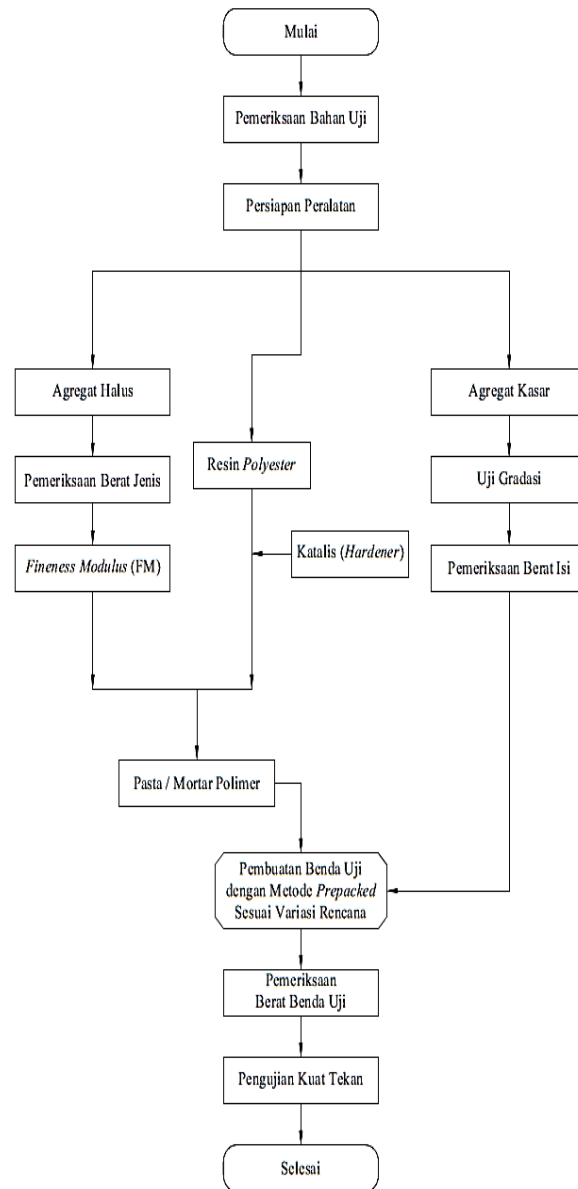 Mulai
Pemeriksaan Bahan Uji
Persiapan Peralatan
Agregat Halus
Agregat Kasar
Resin Polyester
Pemeriksaan Berat Jenis
Uji Gradasi
Katalis (Hardener)
Fineness Modulus (FM)
Pemeriksaan Berat Isi
Pasta / Mortar Polimer
Pembuatan Benda Uji
dengan Metode Prepacked
Sesuai Variasi Rencana
Pemeriksaan
Berat Benda Uji
Pengujian Kuat Tekan
Selesai